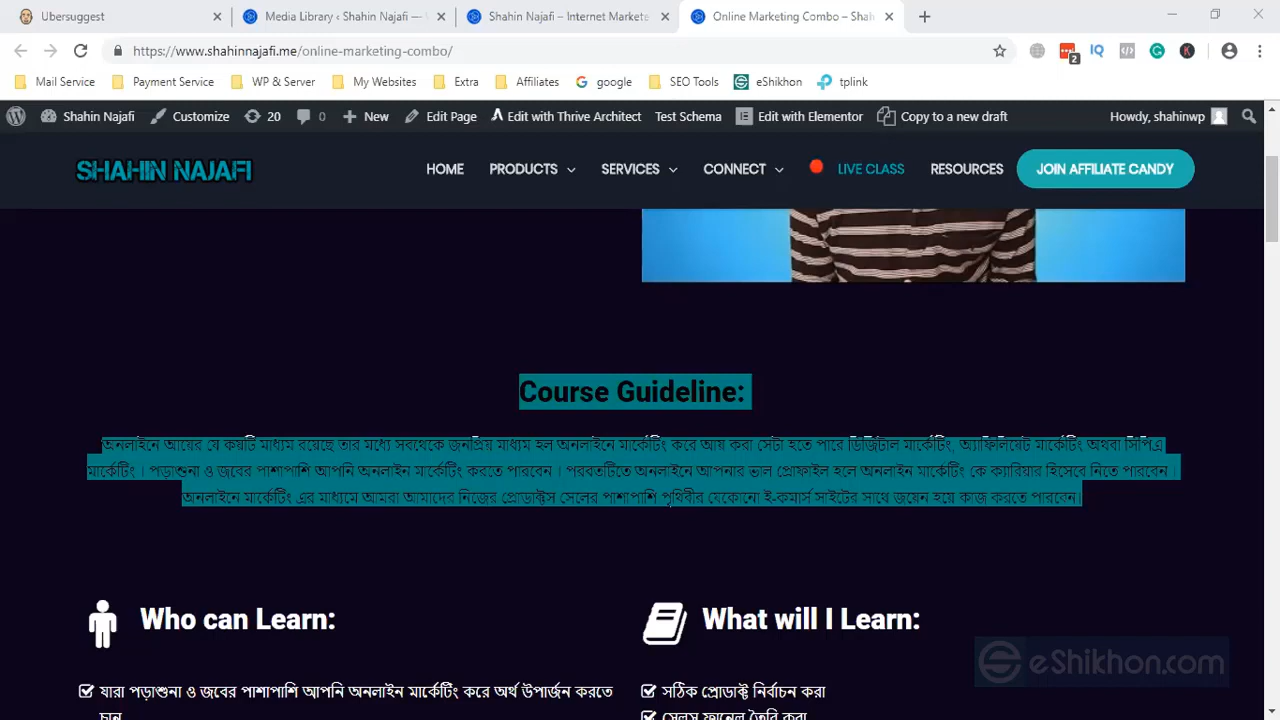 Ubersuggest
Media Library ‹ Shahin Najafi —
Shahin Najafi – Internet Markete
Online Marketing Combo – Shah
https://www.shahinnajafi.me/online-marketing-combo/
2
IQ
K
Mail Service
Payment Service
WP & Server
My Websites
Extra
Affiliates
google
SEO Tools
eShikhon
tplink
Shahin Najafi
Customize
20
0
New
Edit Page
Edit with Thrive Architect
Test Schema
Edit with Elementor
Copy to a new draft
Howdy, shahinwp
SHAHIN NAJAFI
HOME
PRODUCTS
SERVICES
CONNECT
LIVE CLASS
RESOURCES
JOIN AFFILIATE CANDY
Course Guideline:
অনলাইনে আয়ের যে কয়টি মাধ্যম রয়েছে তার মধ্যে সবথেকে জনপ্রিয় মাধ্যম হল অনলাইনে মার্কেটিং করে আয় করা সেটা হতে পারে ডিজিটাল মার্কেটিং, অ্যাফিলিয়েট মার্কেটিং অথবা সিপিএ
মার্কেটিং । পড়াশুনা ও জবের পাশাপাশি আপনি অনলাইন মার্কেটিং করতে পারবেন । পরবর্তীতে অনলাইনে আপনার ভাল প্রোফাইল হলে অনলাইন মার্কেটিং কে ক্যারিয়ার হিসেবে নিতে পারবেন ।
অনলাইনে মার্কেটিং এর মাধ্যমে আমরা আমাদের নিজের প্রোডাক্টস সেলের পাশাপাশি পৃথিবীর যেকোনো ই-কমার্স সাইটের সাথে জয়েন হয়ে কাজ করতে পারবেন।
Who can Learn:
What will I Learn:
যারা পড়াশুনা ও জবের পাশাপাশি আপনি অনলাইন মার্কেটিং করে অর্থ উপার্জন করতে
চান
সঠিক প্রোডাক্ট নির্বাচন করা
সেলস ফানেল তৈরি করা
eShikhon.com